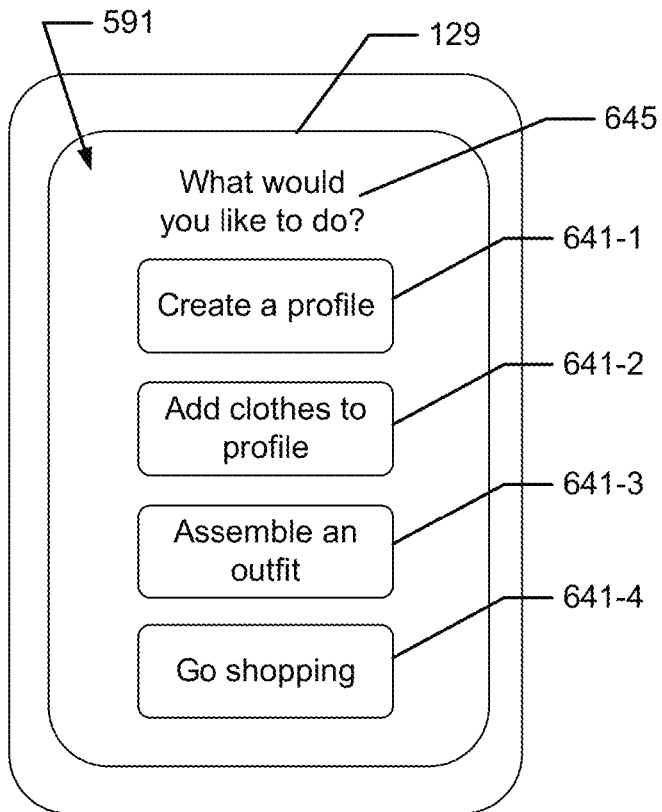 591
129
645
What would
you like to do?
641-1
Create a profile
641-2
Add clothes to
profile
641-3
Assemble an
outfit
641-4
Go shopping